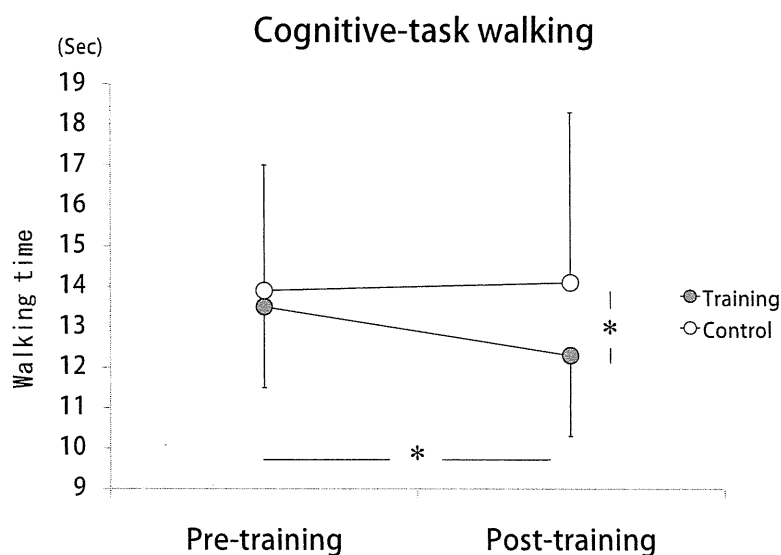 Cognitive-task walking
(Sec)
19
18
17
16
15
14
13
12
11
10
9
Walking time
Training
Control
*
*
Pre-training
Post-training